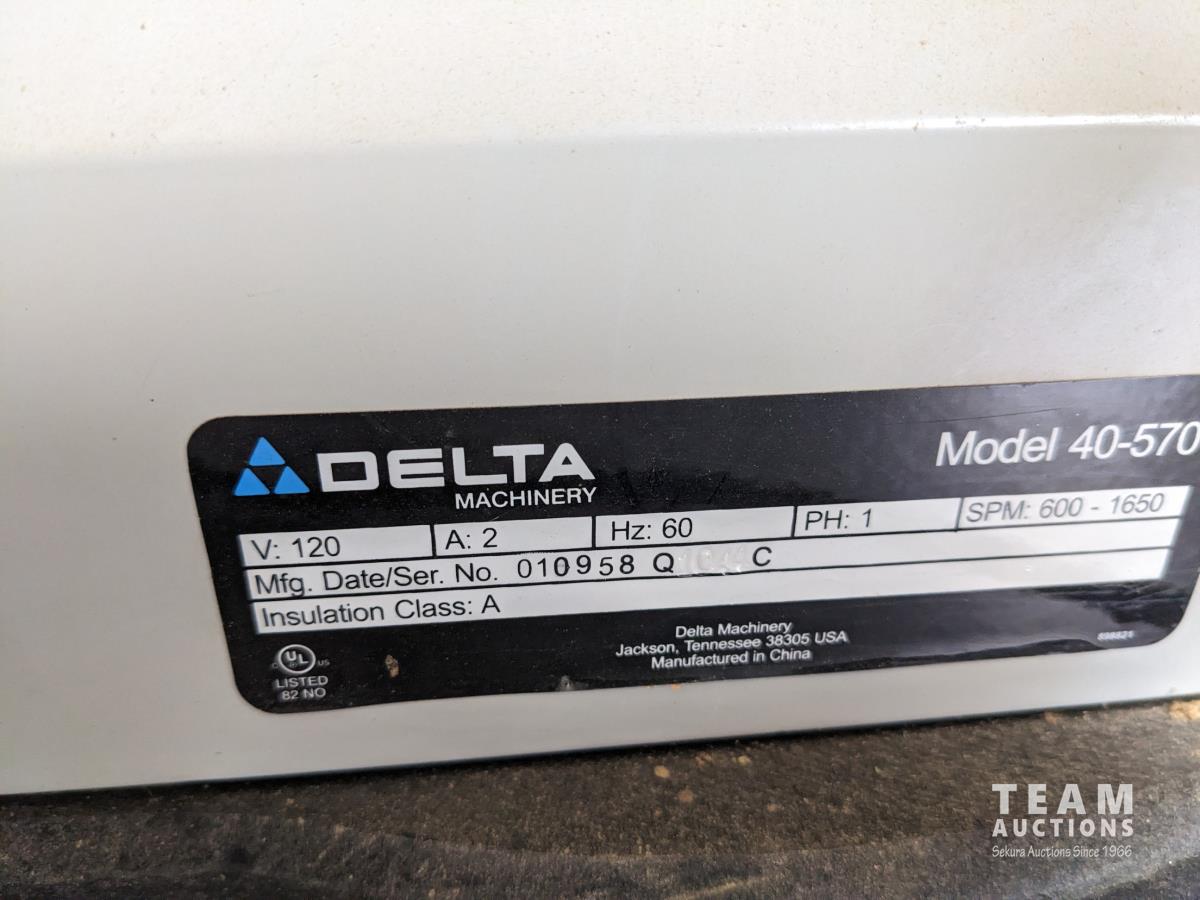 DELTA
MACHINERY
Model 40-570
V: 120 A: 2 Hz: 60 PH: 1 SPM: 600 - 1650
Mfg. Date/Ser. No. 010958 Q C
Insulation Class: A
UL
C US
LISTED
82 NO
Delta Machinery
Jackson, Tennessee 38305 USA
Manufactured in China
TEAM
AUCTIONS
Sekura Auctions Since 1966